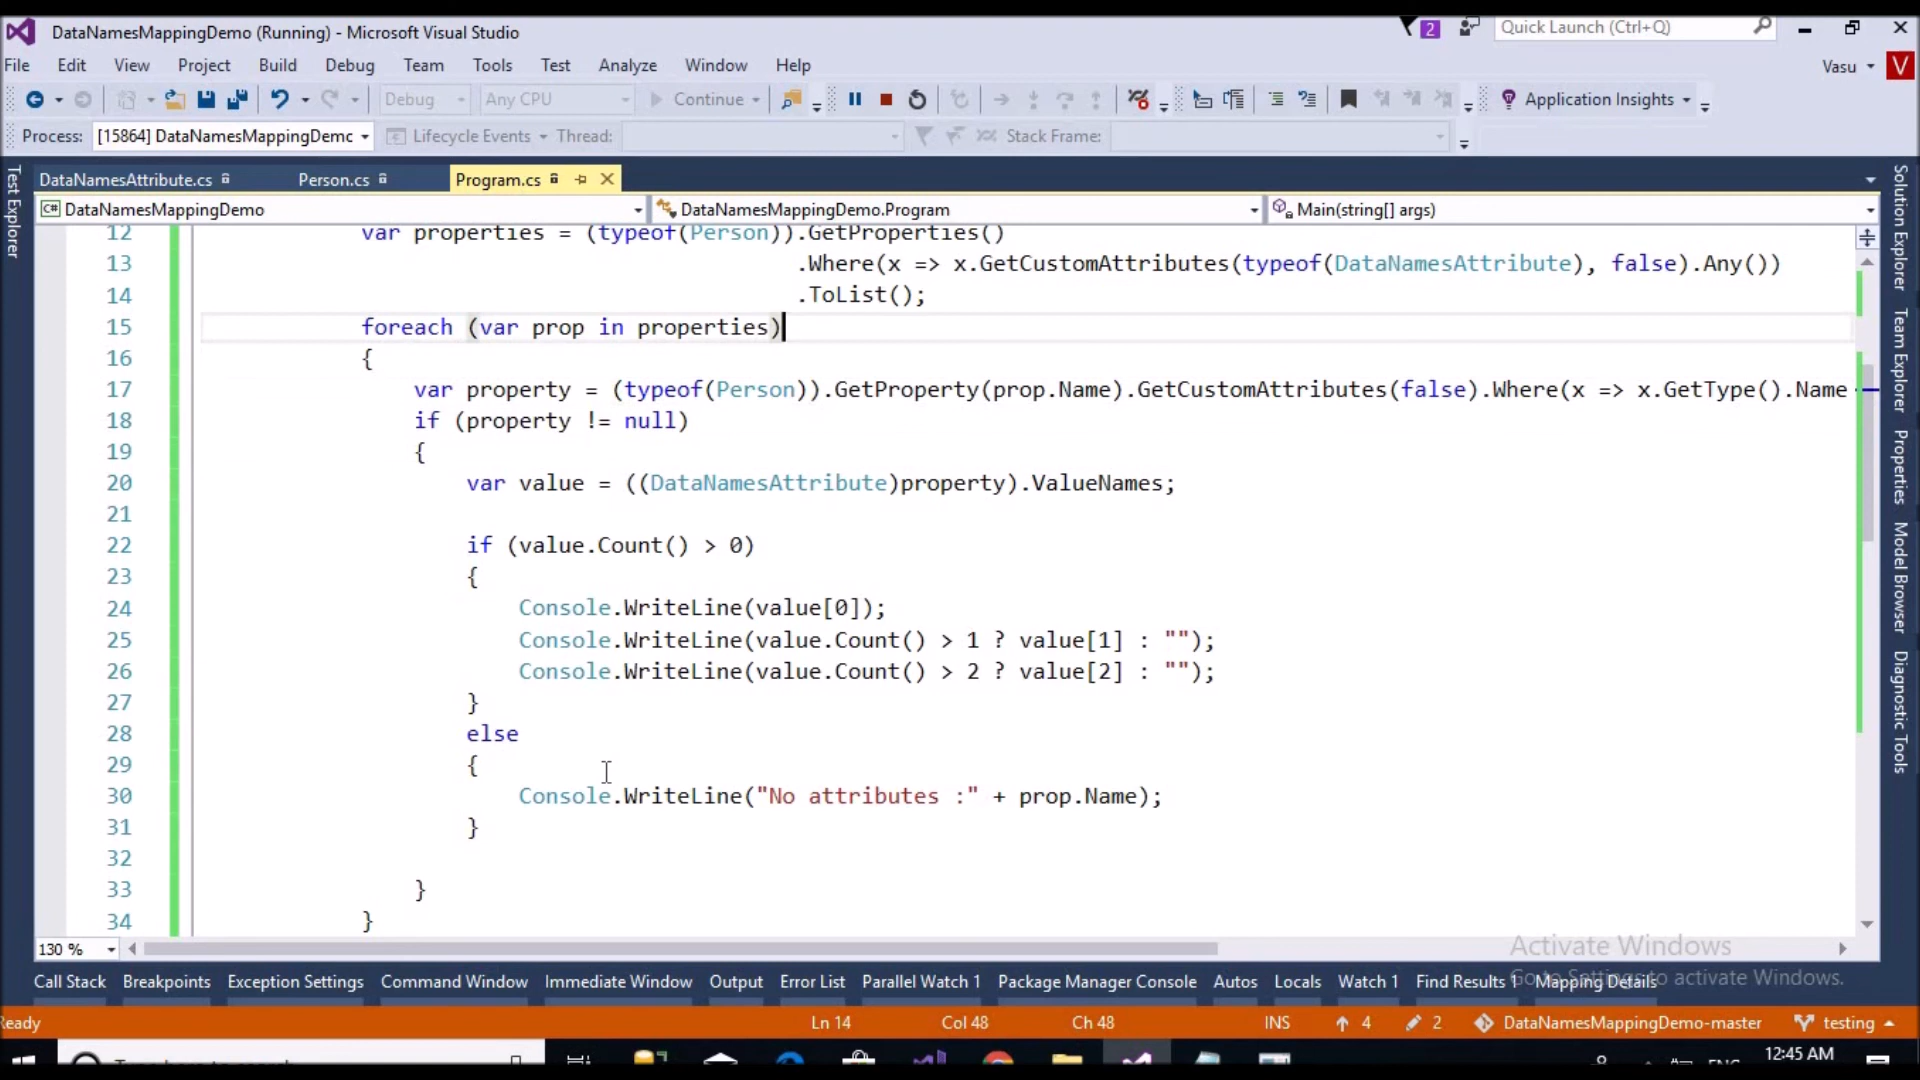 DataNamesMappingDemo (Running) - Microsoft Visual Studio
2
Quick Launch (Ctrl+Q)
File Edit View Project Build Debug Team Tools Test Analyze Window Help
Vasu V
Debug Any CPU Continue Application Insights
Process: [15864] DataNamesMappingDemc Lifecycle Events Thread: Stack Frame:
DataNamesAttribute.cs Person.cs Program.cs
C# DataNamesMappingDemo DataNamesMappingDemo.Program Main(string[] args)
Test Explorer
12 var properties = (typeof(Person)).GetProperties()
13 .Where(x => x.GetCustomAttributes(typeof(DataNamesAttribute), false).Any())
14 .ToList();
15 foreach (var prop in properties)
16 {
17 var property = (typeof(Person)).GetProperty(prop.Name).GetCustomAttributes(false).Where(x => x.GetType().Name
18 if (property != null)
19 {
20 var value = ((DataNamesAttribute)property).ValueNames;
21
22 if (value.Count() > 0)
23 {
24 Console.WriteLine(value[0]);
25 Console.WriteLine(value.Count() > 1 ? value[1] : "");
26 Console.WriteLine(value.Count() > 2 ? value[2] : "");
27 }
28 else
29 {
30 Console.WriteLine("No attributes :" + prop.Name);
31 }
32
33 }
34 }
Solution Explorer
Team Explorer
Properties
Model Browser
Diagnostic Tools
130 %
Activate Windows
Go to Settings to activate Windows.
Call Stack Breakpoints Exception Settings Command Window Immediate Window Output Error List Parallel Watch 1 Package Manager Console Autos Locals Watch 1 Find Results 1 Mapping Details
Ready Ln 14 Col 48 Ch 48 INS 4 2 DataNamesMappingDemo-master testing
12:45 AM